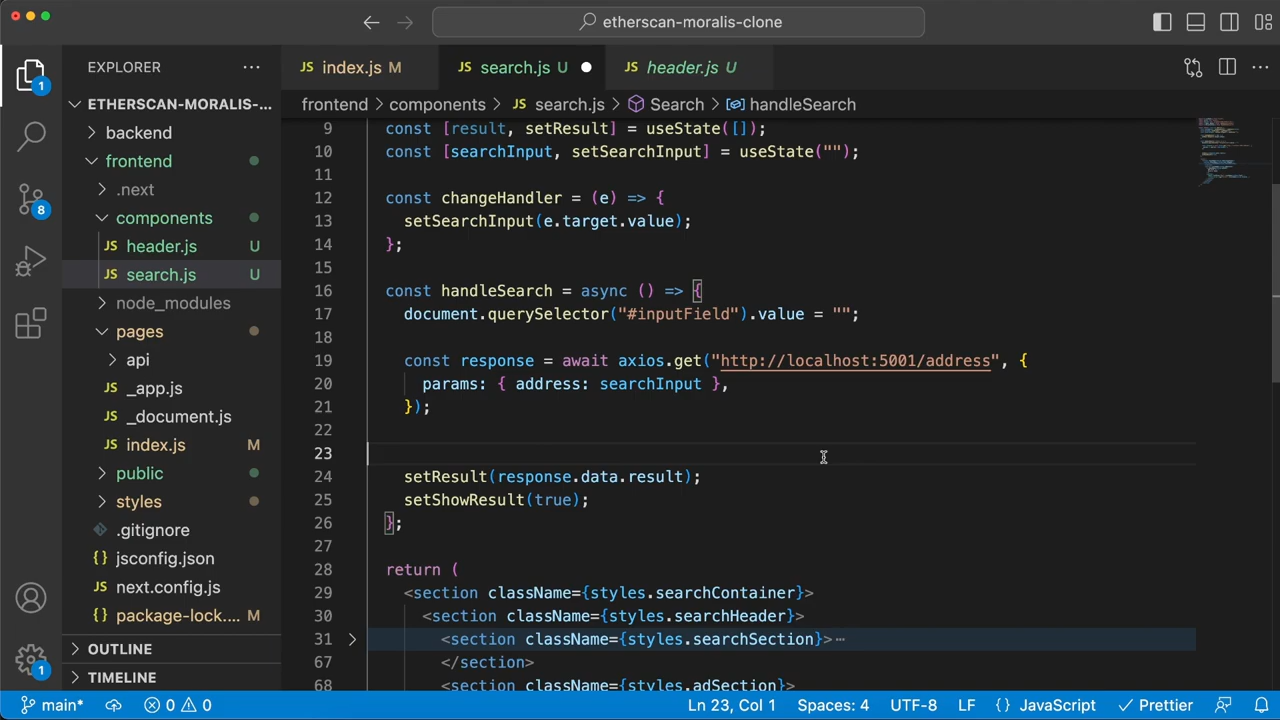 etherscan-moralis-clone
EXPLORER
index.js M
search.js U
header.js U
ETHERSCAN-MORALIS-...
backend
frontend
.next
components
header.js U
search.js U
node_modules
pages
api
_app.js
_document.js
index.js M
public
styles
.gitignore
jsconfig.json
next.config.js
package-lock.... M
OUTLINE
TIMELINE
1
8
1
frontend > components > search.js > Search > handleSearch
9 const [result, setResult] = useState([]);
10 const [searchInput, setSearchInput] = useState("");
11
12 const changeHandler = (e) => {
13 setSearchInput(e.target.value);
14 };
15
16 const handleSearch = async () => {
17 document.querySelector("#inputField").value = "";
18
19 const response = await axios.get("http://localhost:5001/address", {
20 params: { address: searchInput },
21 });
22
23
24 setResult(response.data.result);
25 setShowResult(true);
26 };
27
28 return (
29 <section className={styles.searchContainer}>
30 <section className={styles.searchHeader}>
31 <section className={styles.searchSection}>⋯
67 </section>
68 <section className={styles.adSection}>
main* 0 0 Ln 23, Col 1 Spaces: 4 UTF-8 LF {} JavaScript Prettier